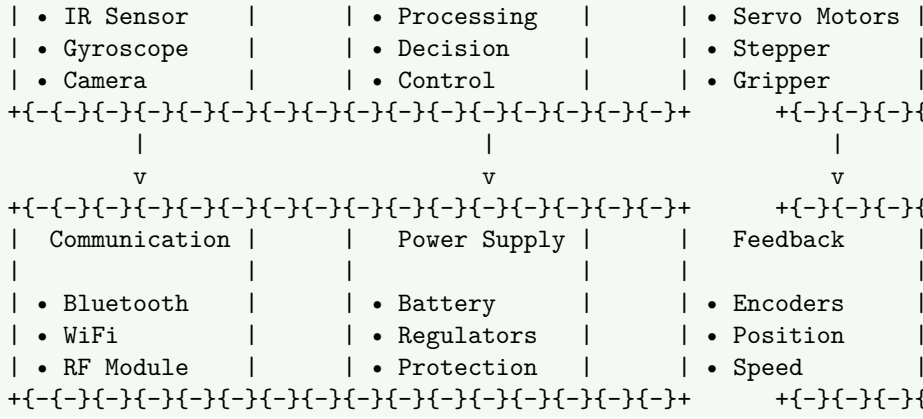 | • IR Sensor | | • Processing | | • Servo Motors |
| • Gyroscope | | • Decision | | • Stepper |
| • Camera | | • Control | | • Gripper |
+{-{-}{-}{-}{-}{-}{-}{-}{-}{-}{-}{-}{-}{-}{-}+ +{-}{-}{
| | |
v v v
+{-{-}{-}{-}{-}{-}{-}{-}{-}{-}{-}{-}{-}{-}{-}+ +{-}{-}{
| Communication | | Power Supply | | Feedback |
| | | | | |
| • Bluetooth | | • Battery | | • Encoders |
| • WiFi | | • Regulators | | • Position |
| • RF Module | | • Protection | | • Speed |
+{-{-}{-}{-}{-}{-}{-}{-}{-}{-}{-}{-}{-}{-}{-}+ +{-}{-}{